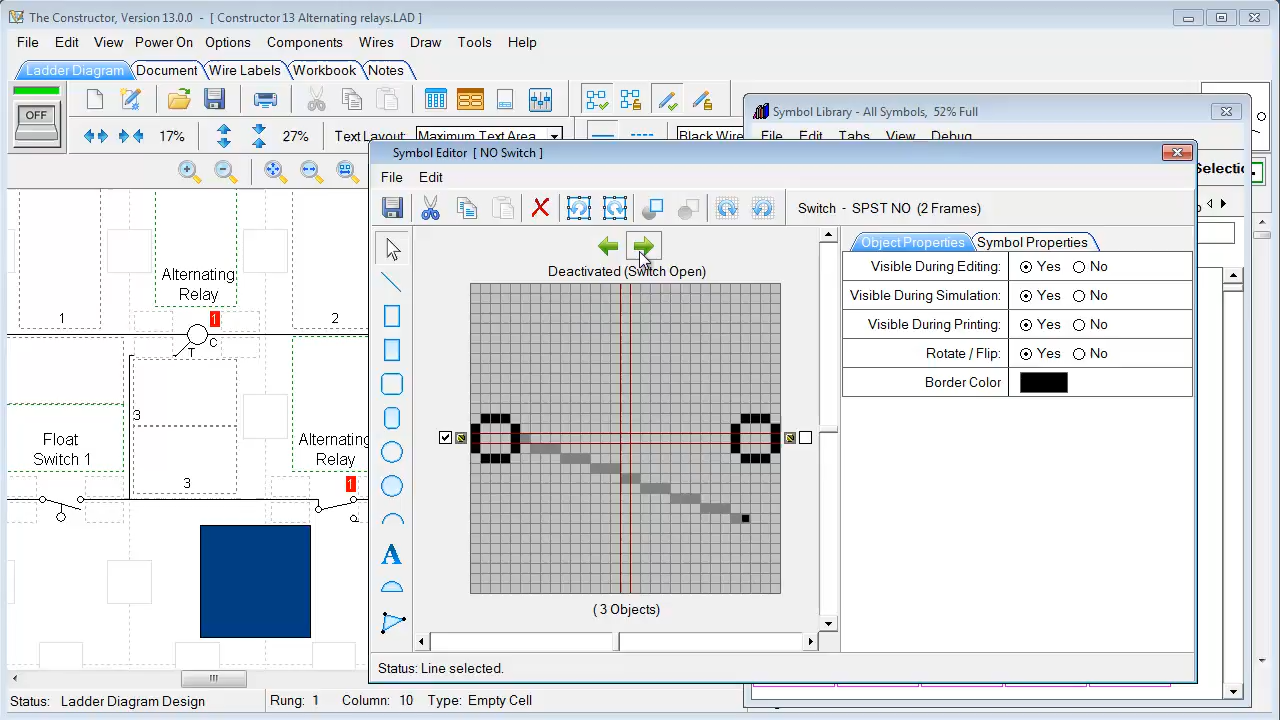 The Constructor, Version 13.0.0 - [ Constructor 13 Alternating relays.LAD ]
File Edit View Power On Options Components Wires Draw Tools Help
Ladder Diagram Document Wire Labels Workbook Notes
OFF
17% 27% Text Layout: Maximum Text Area Black Wire
Symbol Library - All Symbols, 52% Full
File Edit Tabs View Debug
Symbol Editor [ NO Switch ]
File Edit
Switch - SPST NO (2 Frames)
Deactivated (Switch Open)
( 3 Objects)
Status: Line selected.
Object Properties Symbol Properties
Visible During Editing: Yes No
Visible During Simulation: Yes No
Visible During Printing: Yes No
Rotate / Flip: Yes No
Border Color
A
Alternating
Relay
1
1
2
T
C
3
3
Float
Switch 1
Alternating
Relay
1
Status: Ladder Diagram Design Rung: 1 Column: 10 Type: Empty Cell